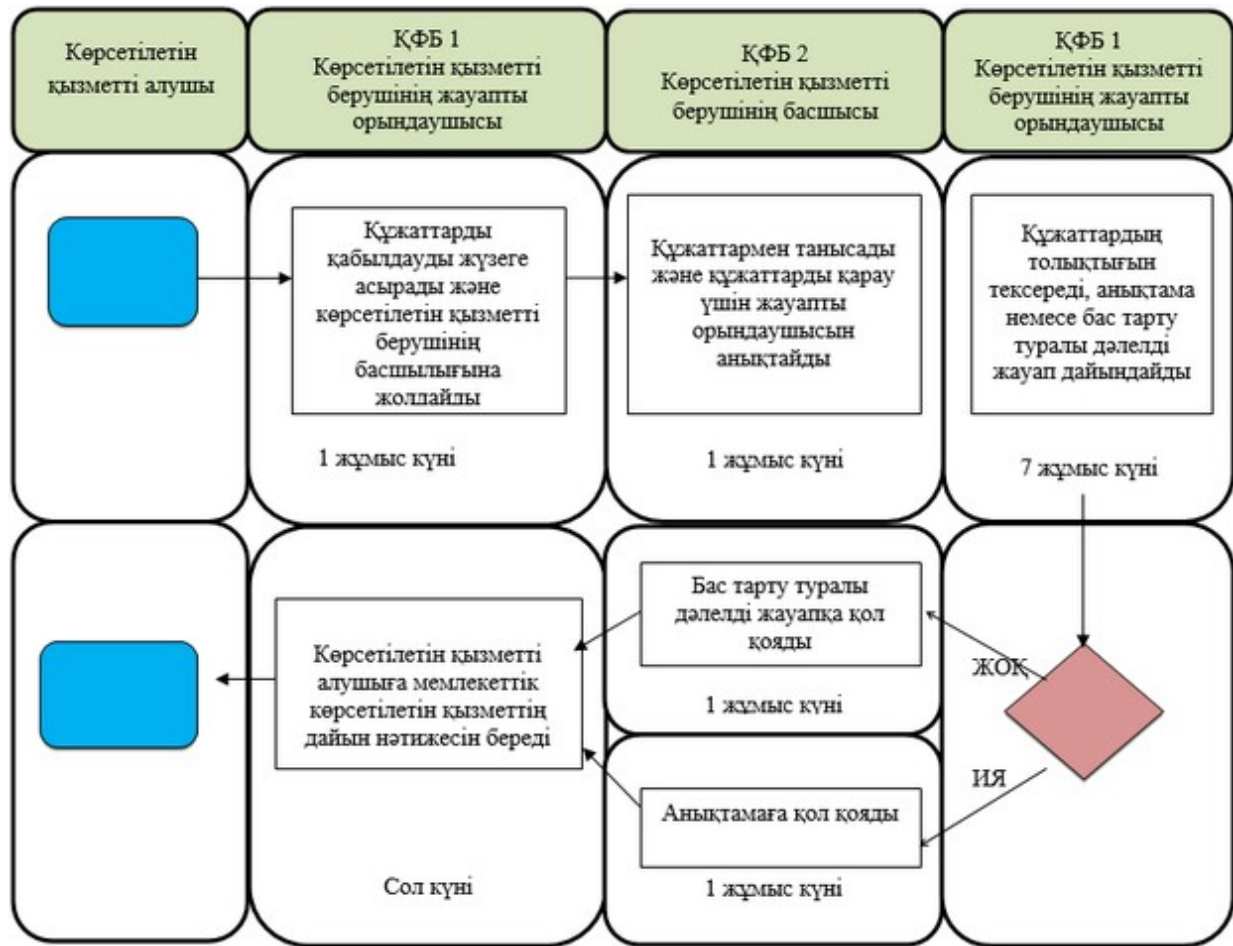 Көрсетілетін
қызметті алушы
ҚФБ 1
Көрсетілетін қызметті
берушінің жауапты
орындаушысы
ҚФБ 2
Көрсетілетін қызметті
берушінің басшысы
ҚФБ 1
Көрсетілетін қызметті
берушінің жауапты
орындаушысы
Құжаттарды
қабылдауды жүзеге
асырады және
көрсетілетін қызметті
берушінің
басшылығына
жолдайды
1 жұмыс күні
Құжаттармен танысады
және құжаттарды қарау
үшін жауапты
орындаушысын
анықтайды
1 жұмыс күні
Құжаттардың
толықтығын
тексереді, анықтама
немесе бас тарту
туралы дәлелді
жауап дайындайды
7 жұмыс күні
Көрсетілетін қызметті
алушыға мемлекеттік
көрсетілетін қызметтің
дайын нәтижесін береді
Сол күні
Бас тарту туралы
дәлелді жауапқа қол
қояды
1 жұмыс күні
ЖОҚ
ИЯ
Анықтамаға қол қояды
1 жұмыс күні